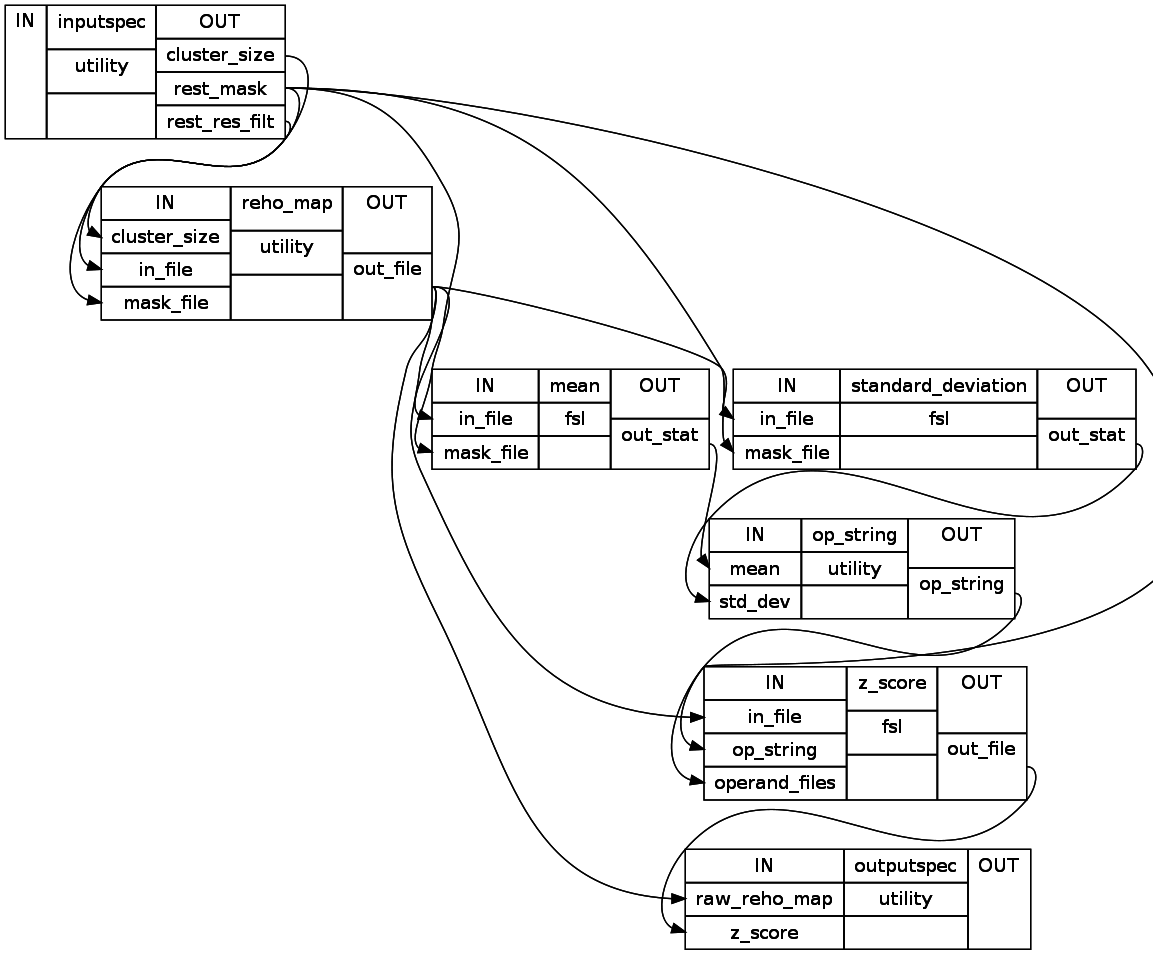 IN inputspec OUT
cluster_size
utility
rest_mask
rest_res_filt
IN reho_map OUT
cluster_size
utility
in_file
out_file
mask_file
IN mean OUT
in_file fsl
out_stat
mask_file
IN standard_deviation OUT
in_file fsl
out_stat
mask_file
IN op_string OUT
mean utility
op_string
std_dev
IN z_score OUT
in_file
fsl
op_string
out_file
operand_files
IN outputspec OUT
raw_reho_map utility
z_score